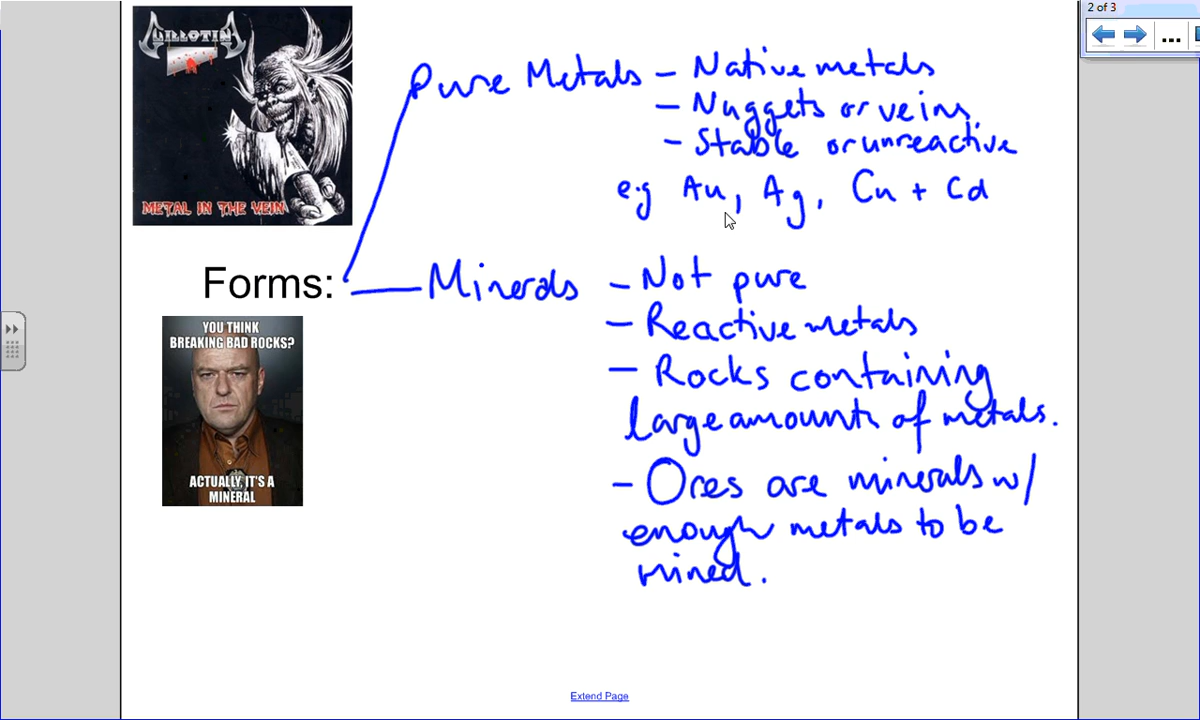 2 of 3
GILLOTINA
METAL IN THE VEIN
Pure Metals - Native metals
- Nuggets or veins
- Stable or unreactive
e.g Au, Ag, Cu + Cd
...
Forms:
Minerals - Not pure
- Reactive metals
- Rocks containing
large amounts of metals.
- Ores are minerals w/
enough metals to be
mined.
YOU THINK
BREAKING BAD ROCKS?
ACTUALLY, IT'S A
MINERAL
Extend Page